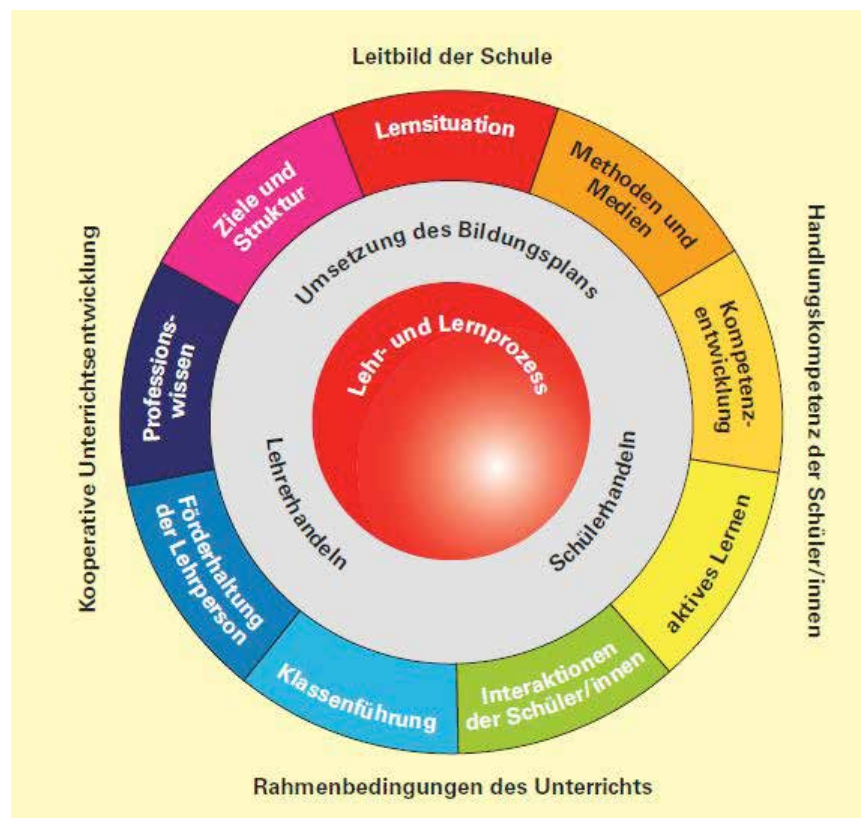 Leitbild der Schule
Lernsituation
Methoden und
Medien
Kompetenz-
entwicklung
aktives Lernen
Interaktionen
der Schüler/innen
Klassenführung
Förderhaltung
der Lehrperson
Professions-
wissen
Ziele und
Struktur
Umsetzung des Bildungsplans
Schülerhandeln
Lehrerhandeln
Lehr- und Lernprozess
Kooperative Unterrichtsentwicklung
Handlungskompetenz der Schüler/innen
Rahmenbedingungen des Unterrichts